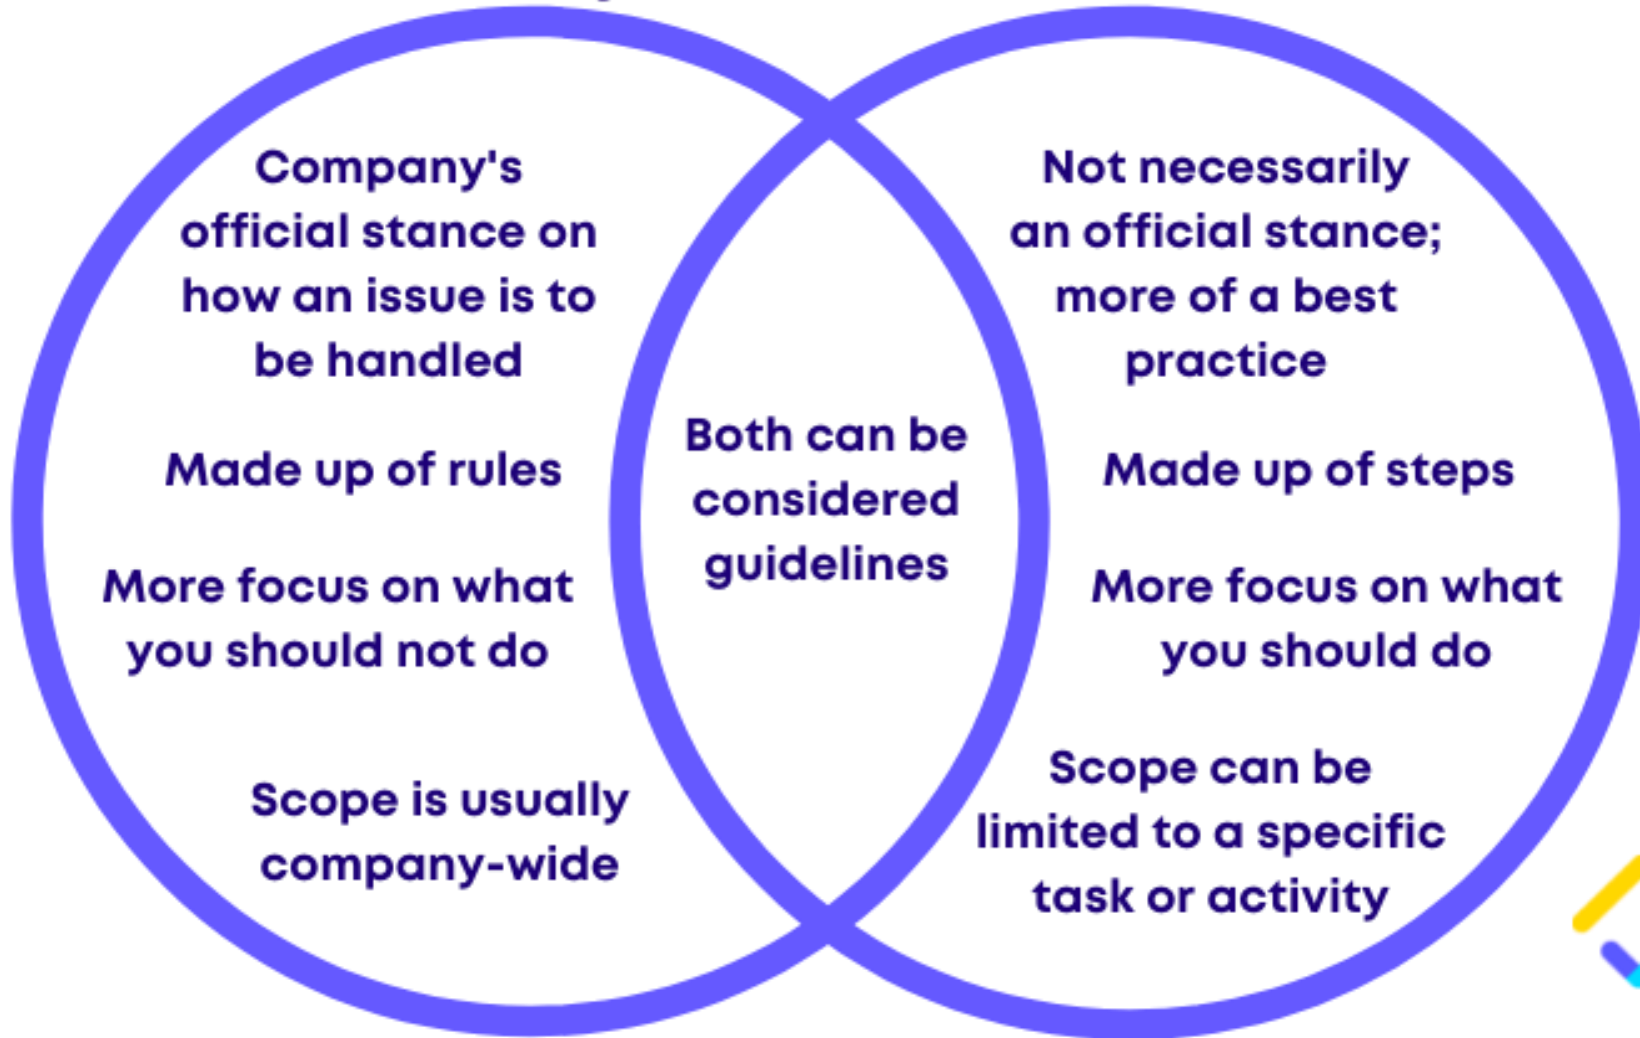 Company's
official stance on
how an issue is to
be handled
Made up of rules
More focus on what
you should not do
Scope is usually
company-wide
Both can be
considered
guidelines
Not necessarily
an official stance;
more of a best
practice
Made up of steps
More focus on what
you should do
Scope can be
limited to a specific
task or activity